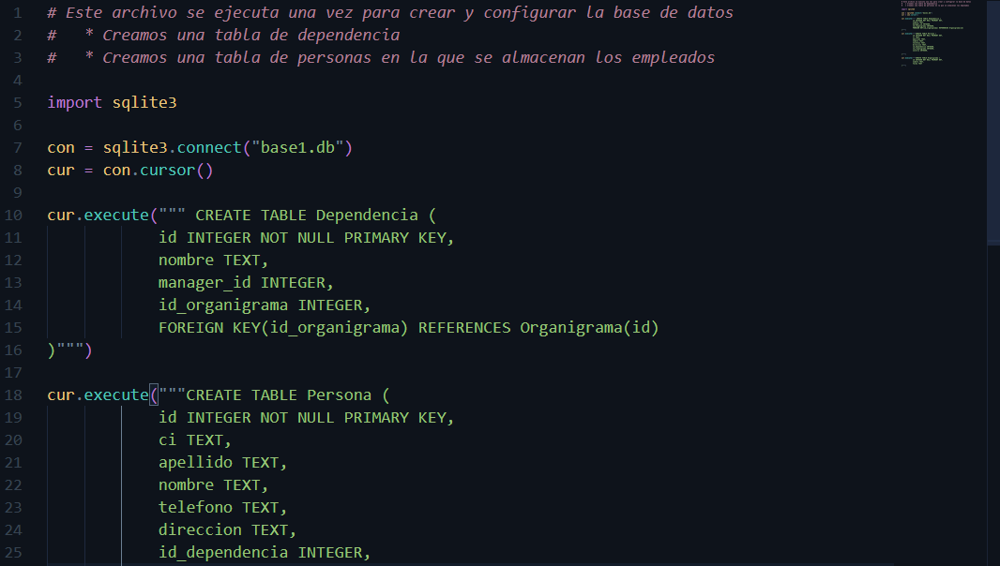 1 # Este archivo se ejecuta una vez para crear y configurar la base de datos
2 #   * Creamos una tabla de dependencia
3 #   * Creamos una tabla de personas en la que se almacenan los empleados
4
5 import sqlite3
6
7 con = sqlite3.connect("base1.db")
8 cur = con.cursor()
9
10 cur.execute(""" CREATE TABLE Dependencia (
11             id INTEGER NOT NULL PRIMARY KEY,
12             nombre TEXT,
13             manager_id INTEGER,
14             id_organigrama INTEGER,
15             FOREIGN KEY(id_organigrama) REFERENCES Organigrama(id)
16 )""")
17
18 cur.execute("""CREATE TABLE Persona (
19             id INTEGER NOT NULL PRIMARY KEY,
20             ci TEXT,
21             apellido TEXT,
22             nombre TEXT,
23             telefono TEXT,
24             direccion TEXT,
25             id_dependencia INTEGER,